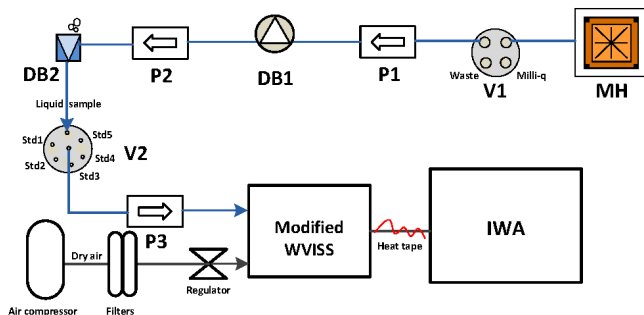 P2
DB1
P1
Waste
Milli-q
V1
MH
DB2
Liquid sample
Std1
Std5
Std4
Std2
Std3
V2
P3
Modified
WVISS
Heat tape
IWA
Dry air
Regulator
Air compressor
Filters